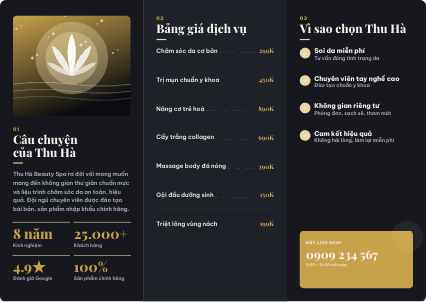 01
Câu chuyện
của Thu Hà
Thu Hà Beauty Spa ra đời với mong muốn
mang đến không gian thư giãn chuẩn mực
và liệu trình chăm sóc da an toàn, hiệu
quả. Đội ngũ chuyên viên được đào tạo
bài bản, sản phẩm nhập khẩu chính hãng.
8 năm
Kinh nghiệm
25.000+
Khách hàng
4.9★
Đánh giá Google
100%
Sản phẩm chính hãng
02
Bảng giá dịch vụ
Chăm sóc da cơ bản 299K
Trị mụn chuẩn y khoa 450K
Nâng cơ trẻ hoá 890K
Cấy trắng collagen 690K
Massage body đá nóng 390K
Gội đầu dưỡng sinh 150K
Triệt lông vùng nách 199K
03
Vì sao chọn Thu Hà
Soi da miễn phí
Tư vấn đúng tình trạng da
Chuyên viên tay nghề cao
Đào tạo chuẩn y khoa
Không gian riêng tư
Phòng đơn, sạch sẽ, thơm mát
Cam kết hiệu quả
Không hài lòng, làm lại miễn phí
ĐẶT LỊCH NGAY
0909 234 567